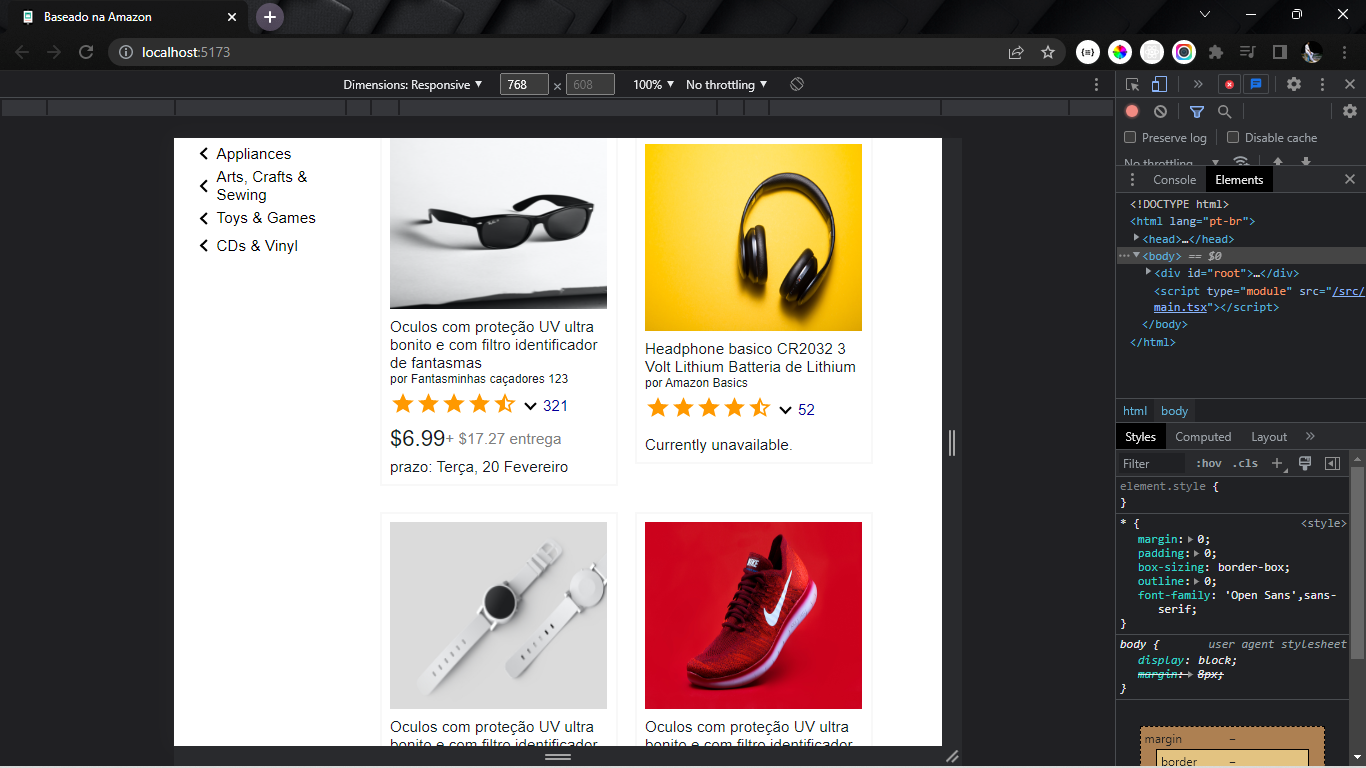 Baseado na Amazon
localhost:5173
Dimensions: Responsive
768
×
608
100%
No throttling
Preserve log
Disable cache
No throttling
Console
Elements
<!DOCTYPE html>
<html lang="pt-br">
<head>…</head>
<body> == $0
<div id="root">…</div>
<script type="module" src="/src/
main.tsx"></script>
</body>
</html>
html
body
Styles
Computed
Layout
Filter
:hov
.cls
element.style {
}
* {
<style>
margin: 0;
padding: 0;
box-sizing: border-box;
outline: 0;
font-family: 'Open Sans',sans-
serif;
}
body {
user agent stylesheet
display: block;
margin: 8px;
}
margin
–
border
–
Appliances
Arts, Crafts &
Sewing
Toys & Games
CDs & Vinyl
Oculos com proteção UV ultra
bonito e com filtro identificador
de fantasmas
por Fantasminhas caçadores 123
321
$6.99+ $17.27 entrega
prazo: Terça, 20 Fevereiro
Headphone basico CR2032 3
Volt Lithium Batteria de Lithium
por Amazon Basics
52
Currently unavailable.
Oculos com proteção UV ultra
bonito e com filtro identificador
NIKE
Oculos com proteção UV ultra
bonito e com filtro identificador